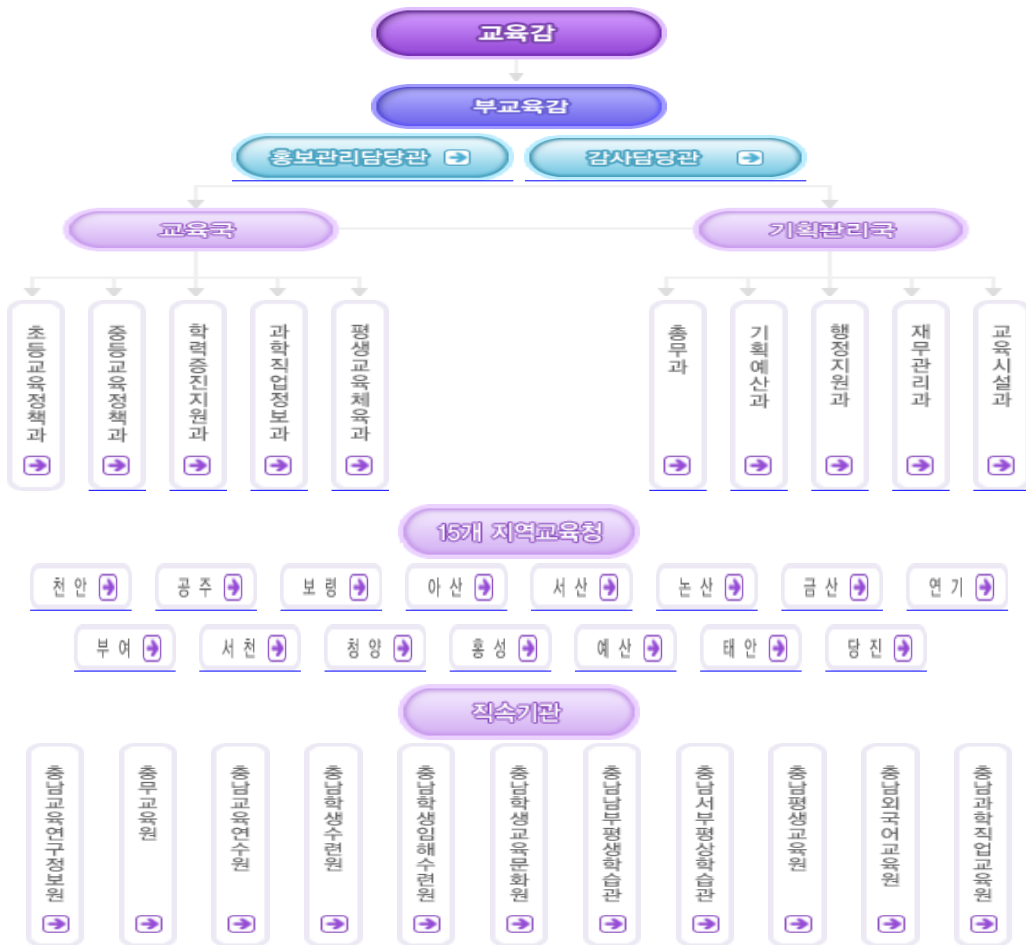 교육감
부교육감
홍보관리담당관
감사담당관
교육국
기획관리국
초등교육정책과
중등교육정책과
학력증진지원과
과학직업정보과
평생교육체육과
총무과
기획예산과
행정지원과
재무관리과
교육시설과
15개 지역교육청
천안 공주 보령 아산 서산 논산 금산 연기
부여 서천 청양 홍성 예산 태안 당진
직속기관
충남교육연구정보원
충무교육원
충남교육연수원
충남학생수련원
충남학생임해수련원
충남학생교육문화원
충남남부평생학습관
충남서부평상학습관
충남평생교육원
충남외국어교육원
충남과학직업교육원